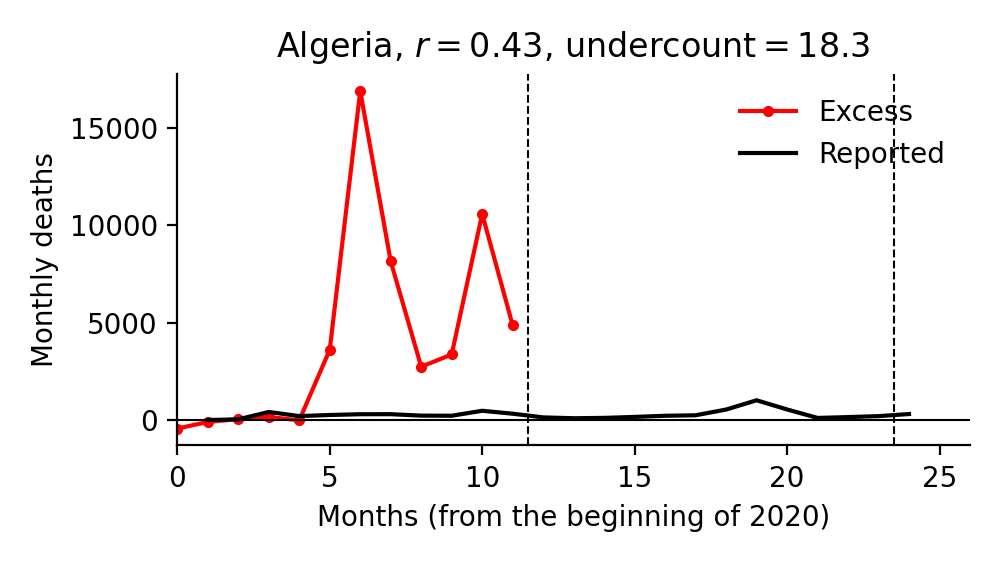 Algeria, r = 0.43, undercount = 18.3
Excess
Reported
Monthly deaths
15000
10000
5000
0
0 5 10 15 20 25
Months (from the beginning of 2020)